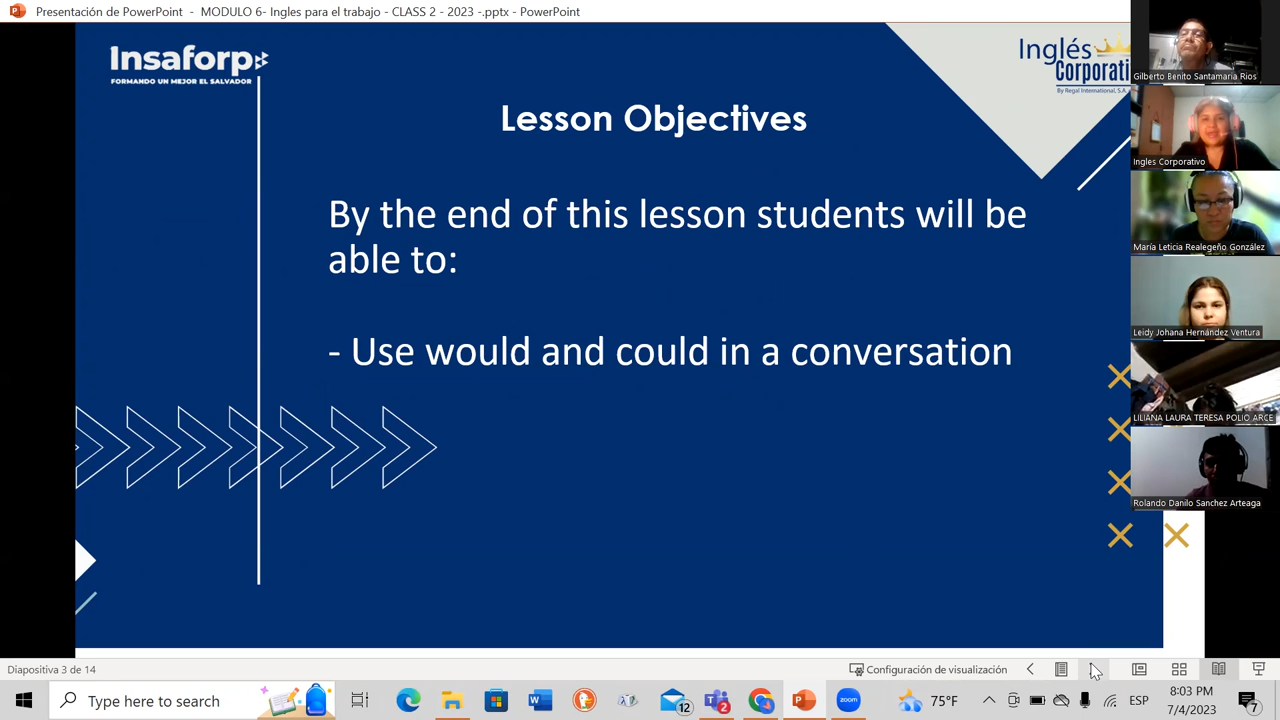 Presentación de PowerPoint - MODULO 6- Ingles para el trabajo - CLASS 2 - 2023 -.pptx - PowerPoint
Insaforp
FORMANDO UN MEJOR EL SALVADOR
Inglés
Corporati
By Regal International, S.A.
Lesson Objectives
By the end of this lesson students will be
able to:
- Use would and could in a conversation
Gilberto Benito Santamaria Rios
Ingles Corporativo
María Leticia Realegeño González
Leidy Johana Hernández Ventura
LILIANA LAURA TERESA POLIO ARCE
Rolando Danilo Sanchez Arteaga
Diapositiva 3 de 14
Configuración de visualización
Type here to search
12
2
zoom
75°F
ESP
8:03 PM
7/4/2023
7